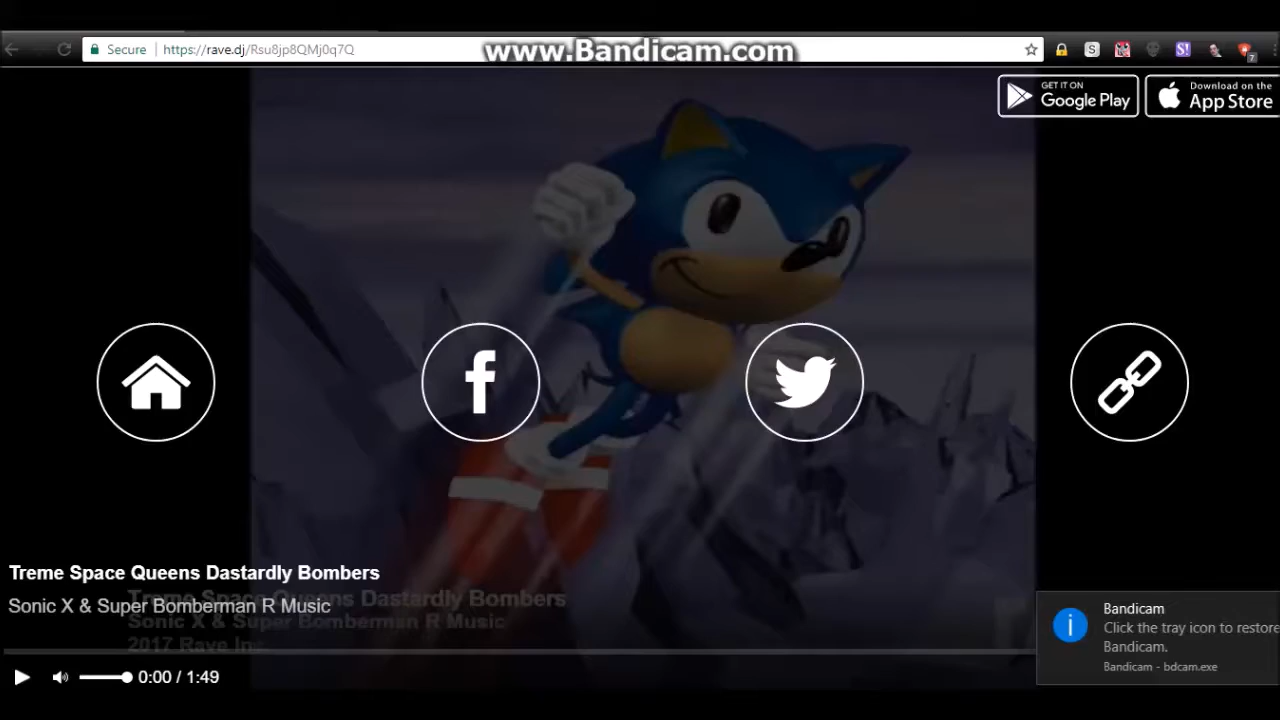 Secure
https://rave.dj/Rsu8jp8QMj0q7Q
www.Bandicam.com
S
S!
7
GET IT ON
Google Play
Download on the
App Store
Treme Space Queens Dastardly Bombers
Sonic X & Super Bomberman R Music
Treme Space Queens Dastardly Bombers
Sonic X & Super Bomberman R Music
2017 Rave Inc.
0:00 / 1:49
Bandicam
Click the tray icon to restore
Bandicam.
Bandicam - bdcam.exe